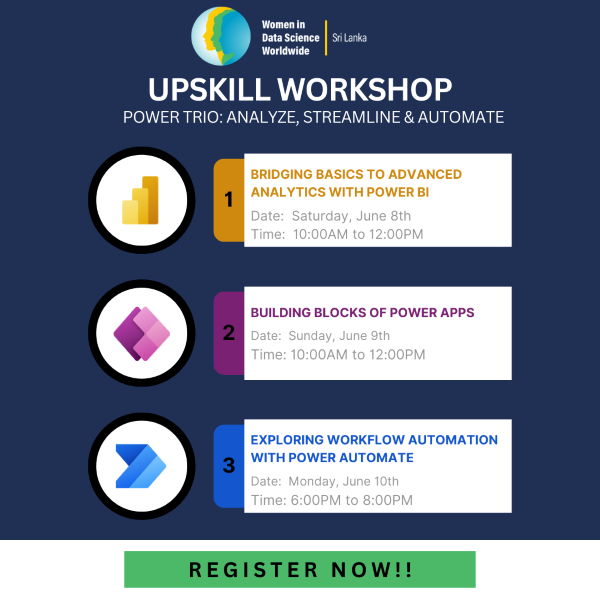 Women in
Data Science
Worldwide
Sri Lanka
UPSKILL WORKSHOP
POWER TRIO: ANALYZE, STREAMLINE & AUTOMATE
1
BRIDGING BASICS TO ADVANCED
ANALYTICS WITH POWER BI
Date: Saturday, June 8th
Time: 10:00AM to 12:00PM
2
BUILDING BLOCKS OF POWER APPS
Date: Sunday, June 9th
Time: 10:00AM to 12:00PM
3
EXPLORING WORKFLOW AUTOMATION
WITH POWER AUTOMATE
Date: Monday, June 10th
Time: 6:00PM to 8:00PM
REGISTER NOW!!